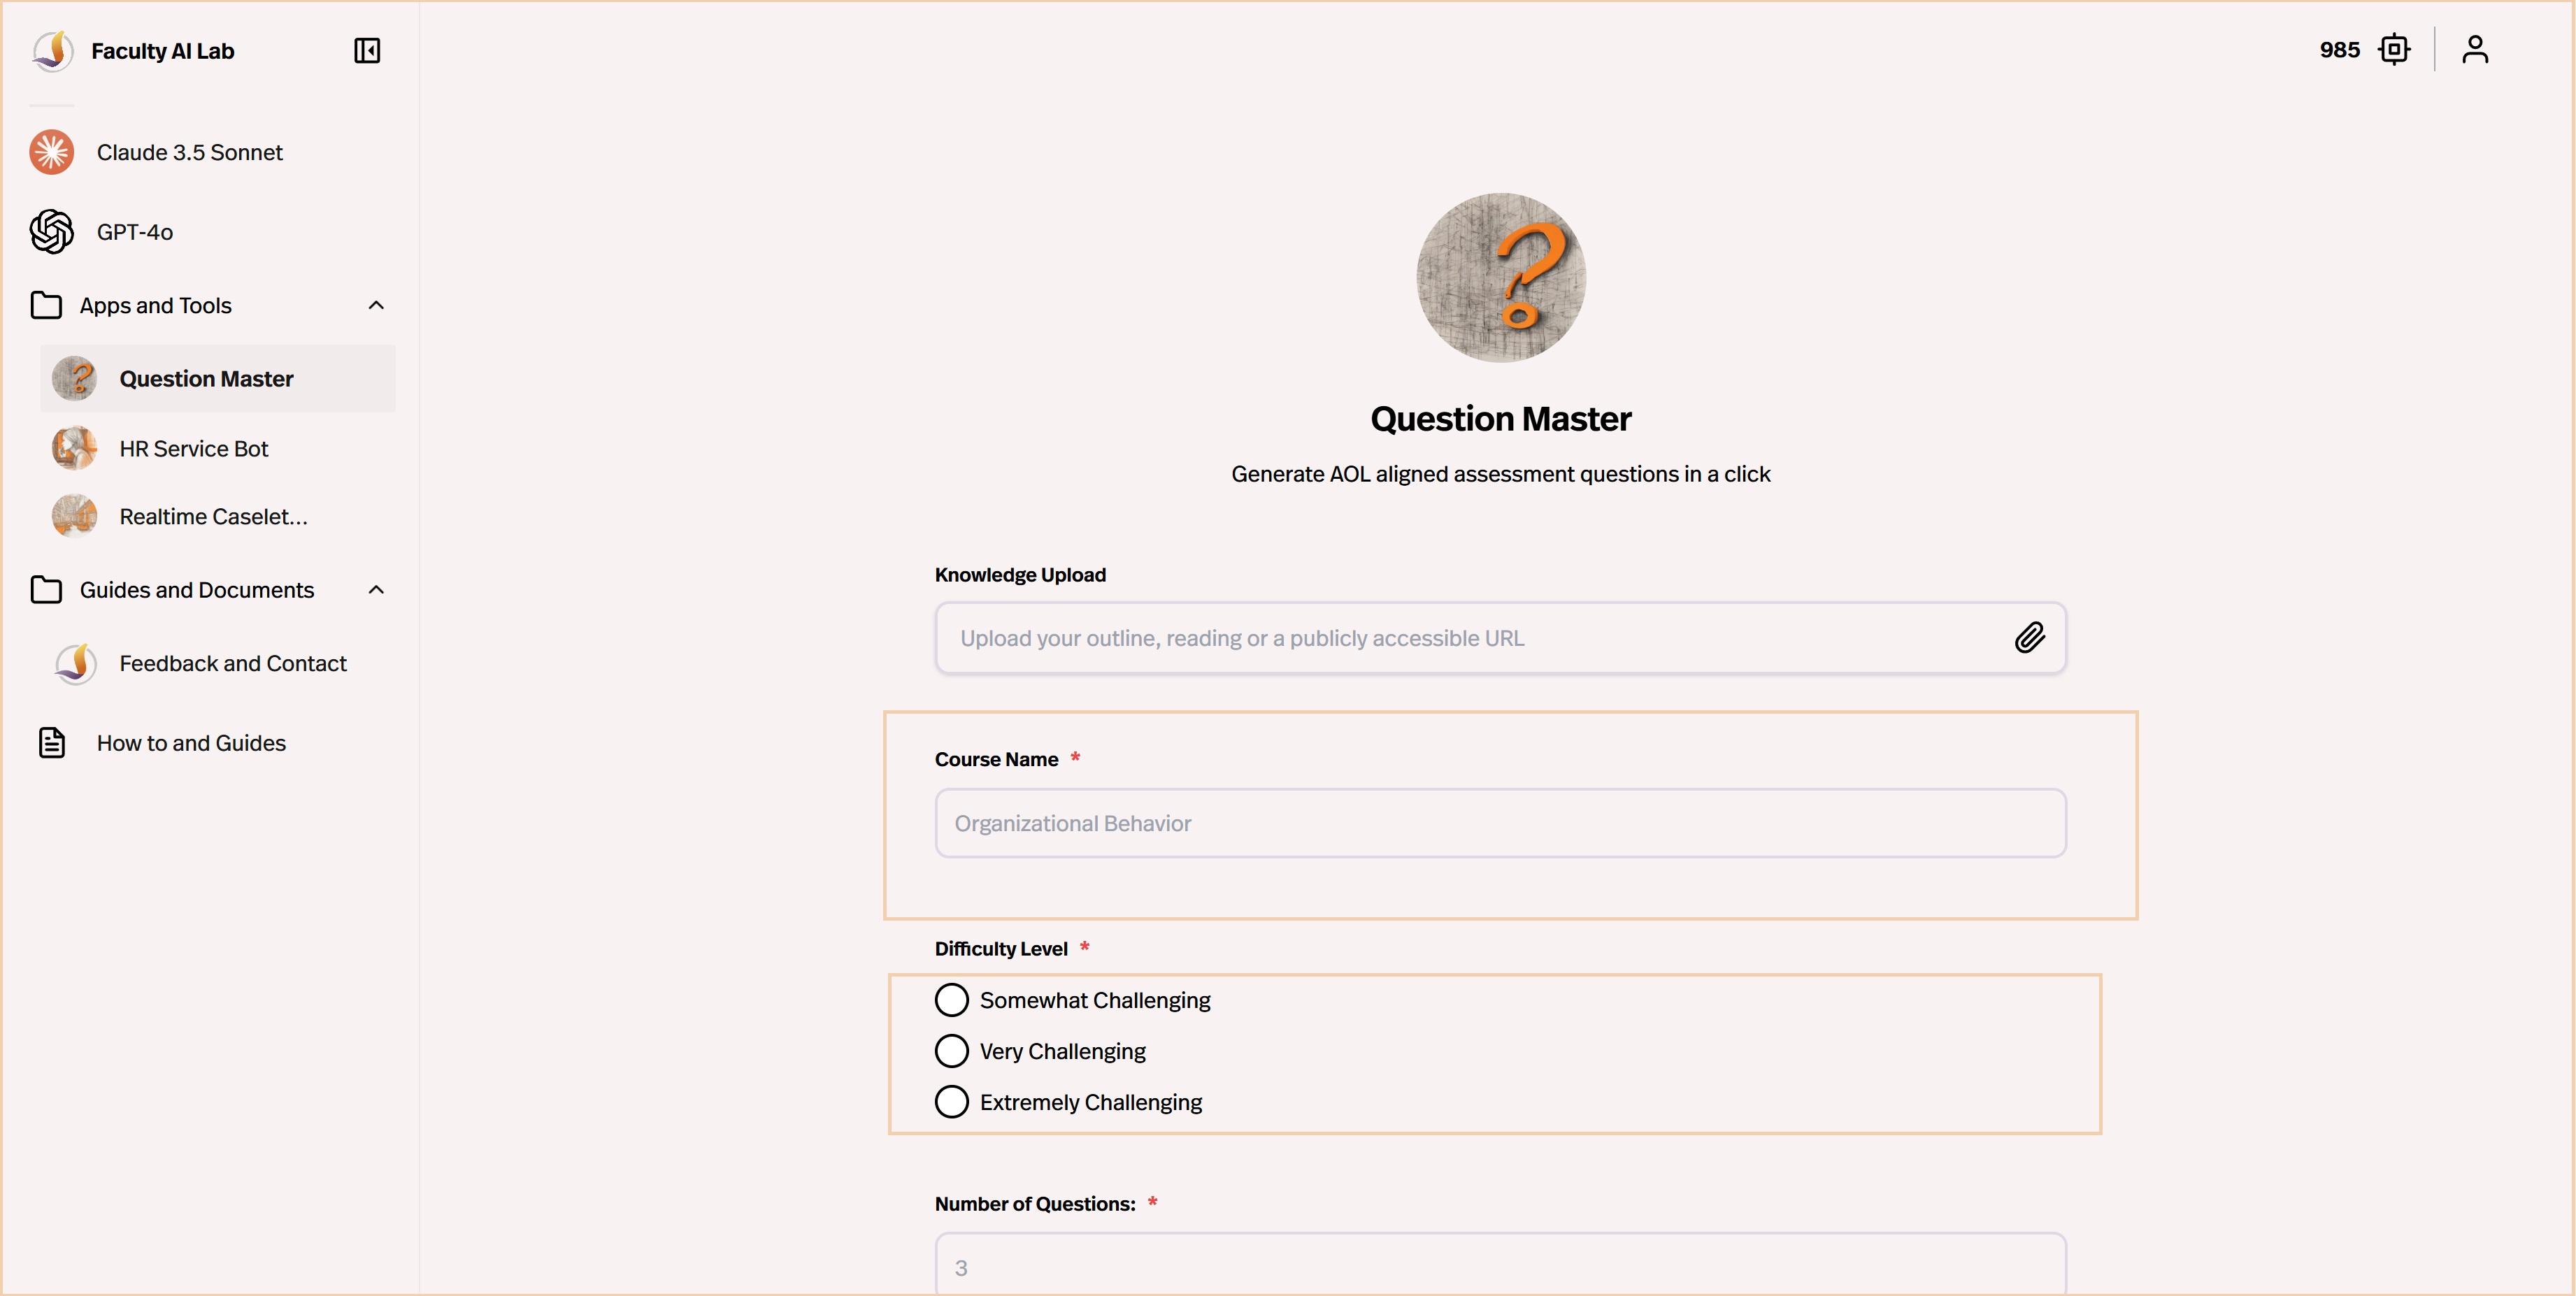 Faculty AI Lab
985
Claude 3.5 Sonnet
GPT-4o
Apps and Tools
Question Master
HR Service Bot
Realtime Caselet...
Guides and Documents
Feedback and Contact
How to and Guides
Question Master
Generate AOL aligned assessment questions in a click
Knowledge Upload
Upload your outline, reading or a publicly accessible URL
Course Name *
Organizational Behavior
Difficulty Level *
Somewhat Challenging
Very Challenging
Extremely Challenging
Number of Questions: *
3